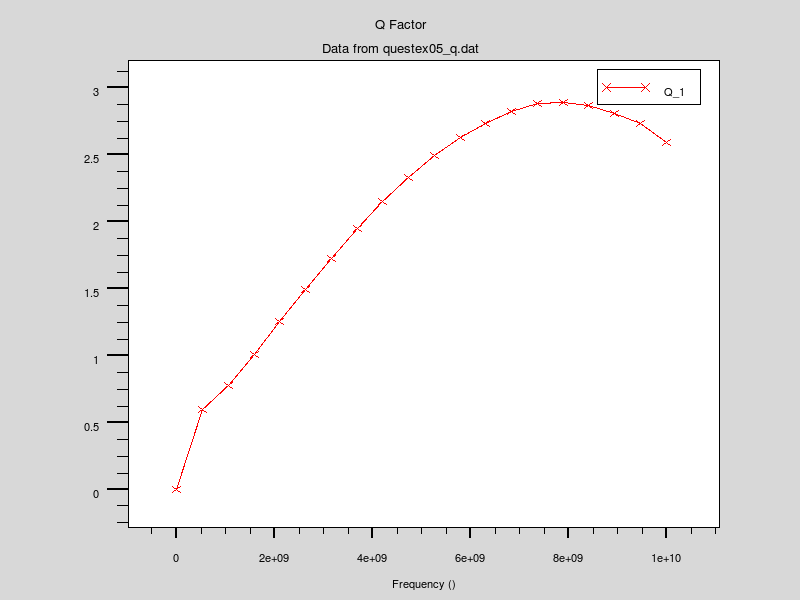 Q Factor
Data from questex05_q.dat
Q_1
3
2.5
2
1.5
1
0.5
0
0 2e+09 4e+09 6e+09 8e+09 1e+10
Frequency ()